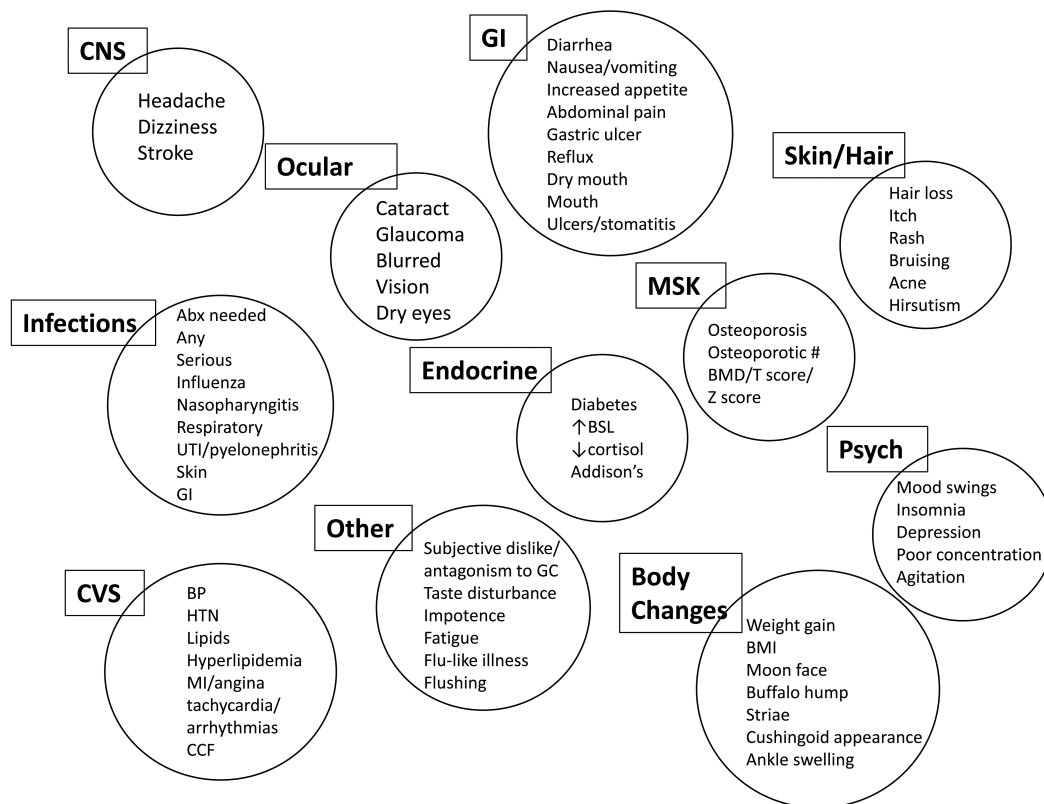 CNS
Headache
Dizziness
Stroke
GI
Diarrhea
Nausea/vomiting
Increased appetite
Abdominal pain
Gastric ulcer
Reflux
Dry mouth
Mouth
Ulcers/stomatitis
Ocular
Cataract
Glaucoma
Blurred
Vision
Dry eyes
Skin/Hair
Hair loss
Itch
Rash
Bruising
Acne
Hirsutism
MSK
Osteoporosis
Osteoporotic #
BMD/T score/
Z score
Infections
Abx needed
Any
Serious
Influenza
Nasopharyngitis
Respiratory
UTI/pyelonephritis
Skin
GI
Endocrine
Diabetes
↑BSL
↓cortisol
Addison’s
Psych
Mood swings
Insomnia
Depression
Poor concentration
Agitation
Other
Subjective dislike/
antagonism to GC
Taste disturbance
Impotence
Fatigue
Flu-like illness
Flushing
CVS
BP
HTN
Lipids
Hyperlipidemia
MI/angina
tachycardia/
arrhythmias
CCF
Body
Changes
Weight gain
BMI
Moon face
Buffalo hump
Striae
Cushingoid appearance
Ankle swelling